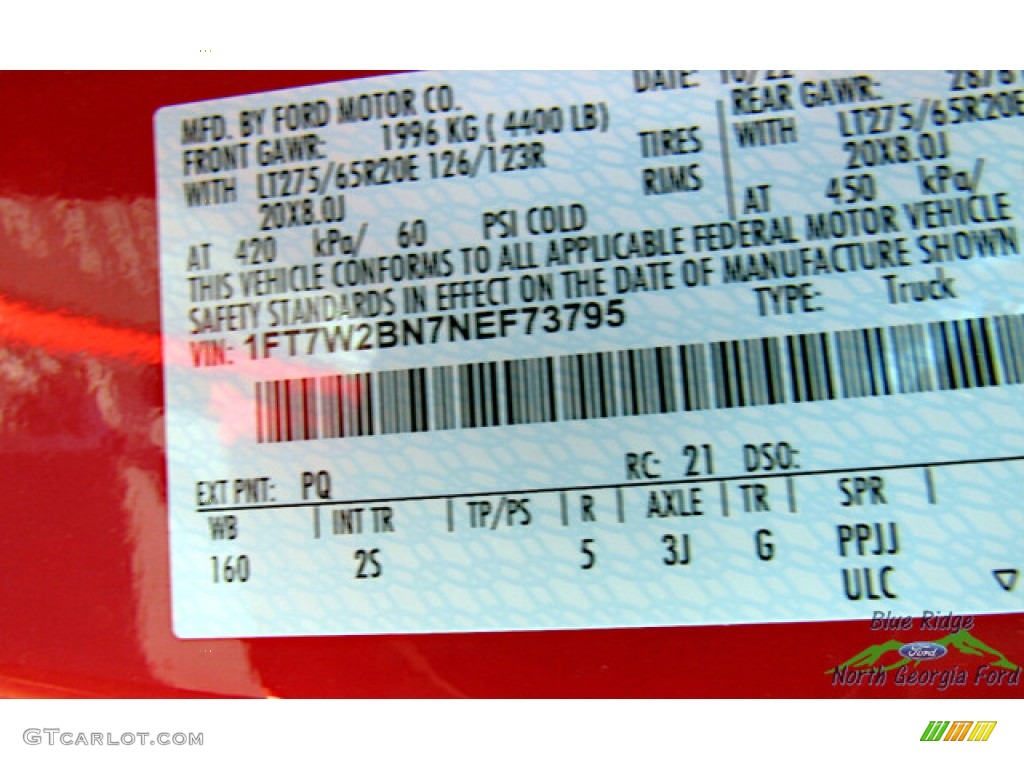 DATE: 10/22
MFD. BY FORD MOTOR CO.
FRONT GAWR: 1996 KG ( 4400 LB)
REAR GAWR:
WITH LT275/65R20E 126/123R TIRES
WITH LT275/65R20E
20X8.0J RIMS
20X8.0J
AT 420 kPa/ 60 PSI COLD
AT 450 kPa/
THIS VEHICLE CONFORMS TO ALL APPLICABLE FEDERAL MOTOR VEHICLE
SAFETY STANDARDS IN EFFECT ON THE DATE OF MANUFACTURE SHOWN
VIN: 1FT7W2BN7NEF73795
TYPE: Truck
EXT PNT: PQ RC: 21 DSO:
WB | INT TR | TP/PS | R | AXLE | TR | SPR |
160 2S 5 3J G PPJJ
ULC
Blue Ridge
Ford
North Georgia Ford
GTCARLOT.COM